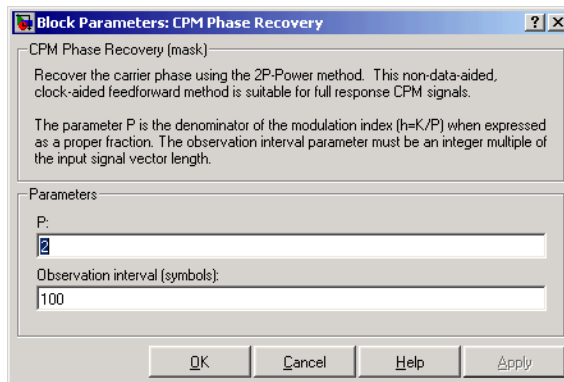 Block Parameters: CPM Phase Recovery
CPM Phase Recovery (mask)
Recover the carrier phase using the 2P-Power method.  This non-data-aided,
clock-aided feedforward method is suitable for full response CPM signals.
The parameter P is the denominator of the modulation index (h=K/P) when expressed
as a proper fraction. The observation interval parameter must be an integer multiple of
the input signal vector length.
Parameters
P:
2
Observation interval (symbols):
100
OK Cancel Help Apply